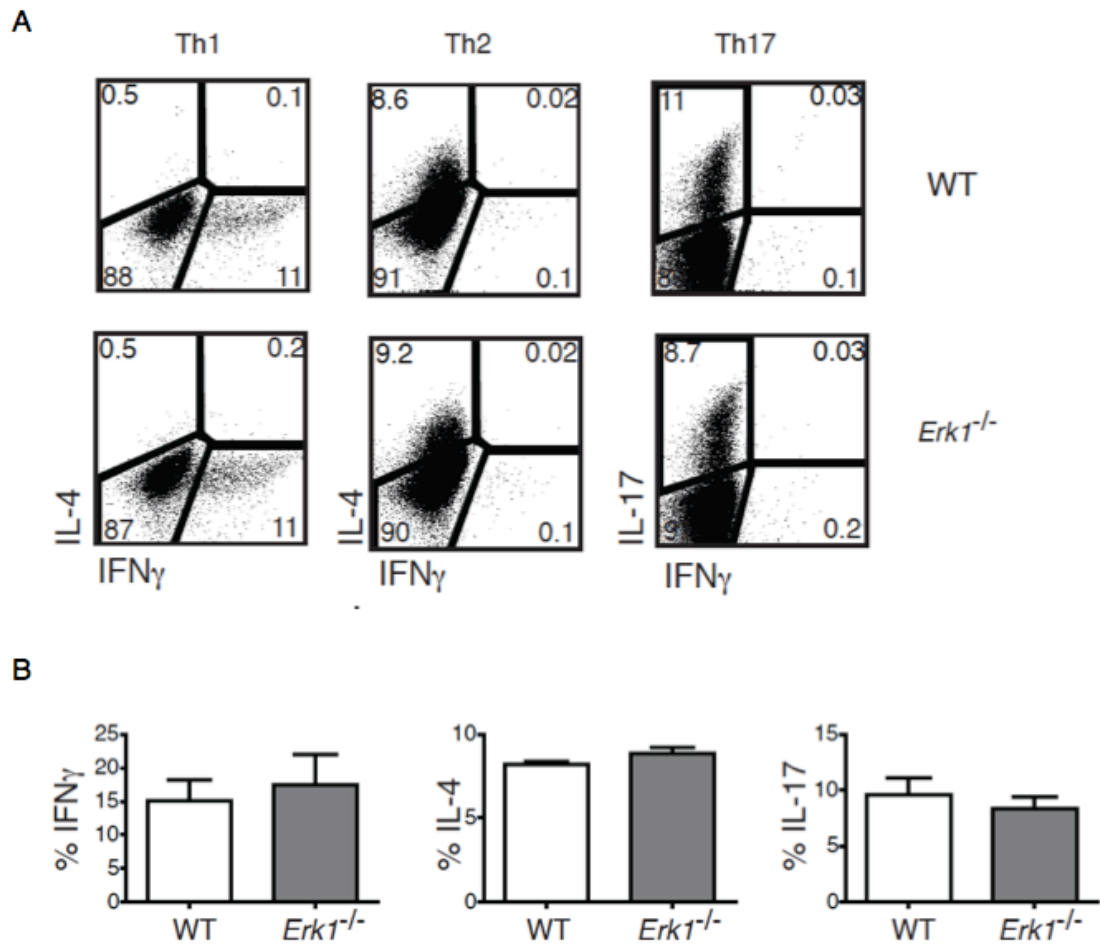 A
Th1 Th2 Th17
0.5 0.1 8.6 0.02 11 0.03
WT
88 11 91 0.1 0.1
0.5 0.2 9.2 0.02 8.7 0.03
Erk1-/-
IL-4 IL-4 IL-17
87 11 90 0.1 0.2
IFNγ IFNγ IFNγ
B
% IFNγ
25
20
15
10
5
0
WT Erk1-/-
% IL-4
10
5
0
WT Erk1-/-
% IL-17
15
10
5
0
WT Erk1-/-